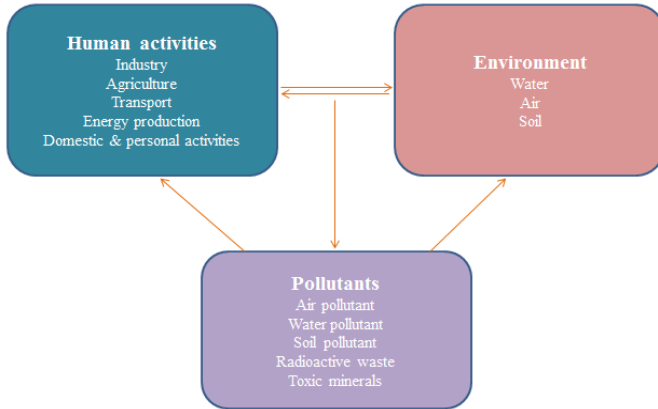 Human activities
Industry
Agriculture
Transport
Energy production
Domestic & personal activities
Environment
Water
Air
Soil
Pollutants
Air pollutant
Water pollutant
Soil pollutant
Radioactive waste
Toxic minerals